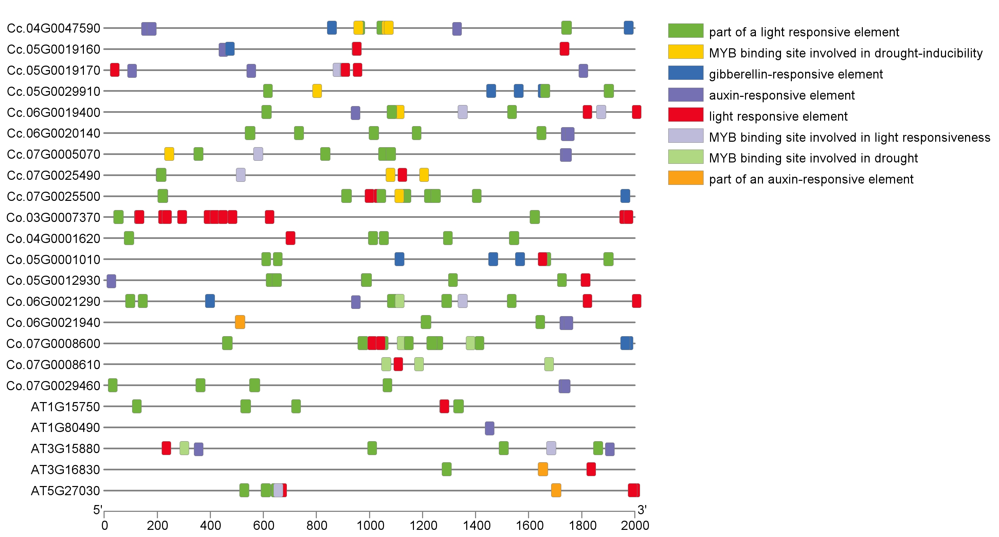 Cc.04G0047590
Cc.05G0019160
Cc.05G0019170
Cc.05G0029910
Cc.06G0019400
Cc.06G0020140
Cc.07G0005070
Cc.07G0025490
Cc.07G0025500
Co.03G0007370
Co.04G0001620
Co.05G0001010
Co.05G0012930
Co.06G0021290
Co.06G0021940
Co.07G0008600
Co.07G0008610
Co.07G0029460
AT1G15750
AT1G80490
AT3G15880
AT3G16830
AT5G27030
5' 3'
0 200 400 600 800 1000 1200 1400 1600 1800 2000
part of a light responsive element
MYB binding site involved in drought-inducibility
gibberellin-responsive element
auxin-responsive element
light responsive element
MYB binding site involved in light responsiveness
MYB binding site involved in drought
part of an auxin-responsive element